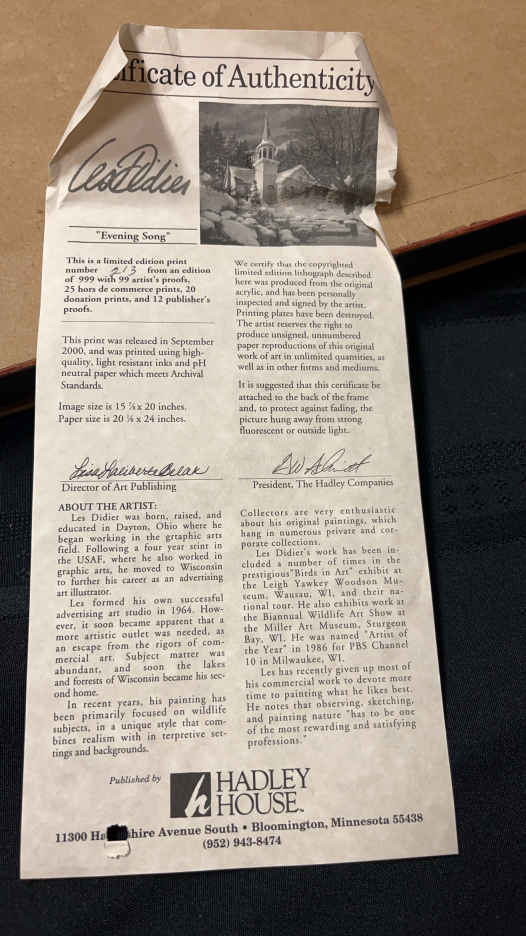 ificate of Authenticity
Les Didier
"Evening Song"
This is a limited edition print
number 213 from an edition
of 999 with 99 artist's proofs,
25 hors de commerce prints, 20
donation prints, and 12 publisher's
proofs.
This print was released in September
2000, and was printed using high-
quality, light resistant inks and pH
neutral paper which meets Archival
Standards.
Image size is 15 ⅞ x 20 inches.
Paper size is 20 ¼ x 24 inches.
We certify that the copyrighted
limited edition lithograph described
here was produced from the original
acrylic, and has been personally
inspected and signed by the artist.
Printing plates have been destroyed.
The artist reserves the right to
produce unsigned, unnumbered
paper reproductions of this original
work of art in unlimited quantities, as
well as in other forms and mediums.
It is suggested that this certificate be
attached to the back of the frame
and, to protect against fading, the
picture hung away from strong
fluorescent or outside light.
Director of Art Publishing
President, The Hadley Companies
ABOUT THE ARTIST:
Les Didier was born, raised, and
educated in Dayton, Ohio where he
began working in the grtaphic arts
field. Following a four year stint in
the USAF, where he also worked in
graphic arts, he moved to Wisconsin
to further his career as an advertising
art illustrator.
Les formed his own successful
advertising art studio in 1964. How-
ever, it soon became apparent that a
more artistic outlet was needed, as
an escape from the rigors of com-
mercial art. Subject matter was
abundant, and soon the lakes
and forrests of Wisconsin became his sec-
ond home.
In recent years, his painting has
been primarily focused on wildlife
subjects, in a unique style that com-
bines realism with in terpretive set-
tings and backgrounds.
Collectors are very enthusiastic
about his original paintings, which
hang in numerous private and cor-
porate collections.
Les Didier's work has been in-
cluded a number of times in the
prestigious "Birds in Art" exhibit at
the Leigh Yawkey Woodson Mu-
seum, Wausau, WI, and their na-
tional tour. He also exhibits work at
the Biannual Wildlife Art Show at
the Miller Art Museum, Sturgeon
Bay, WI. He was named "Artist of
the Year" in 1986 for PBS Channel
10 in Milwaukee, WI.
Les has recently given up most of
his commercial work to devote more
time to painting what he likes best.
He notes that observing, sketching,
and painting nature "has to be one
of the most rewarding and satisfying
professions."
Published by
h HADLEY
HOUSE™
11300 Ha shire Avenue South • Bloomington, Minnesota 55438
(952) 943-8474